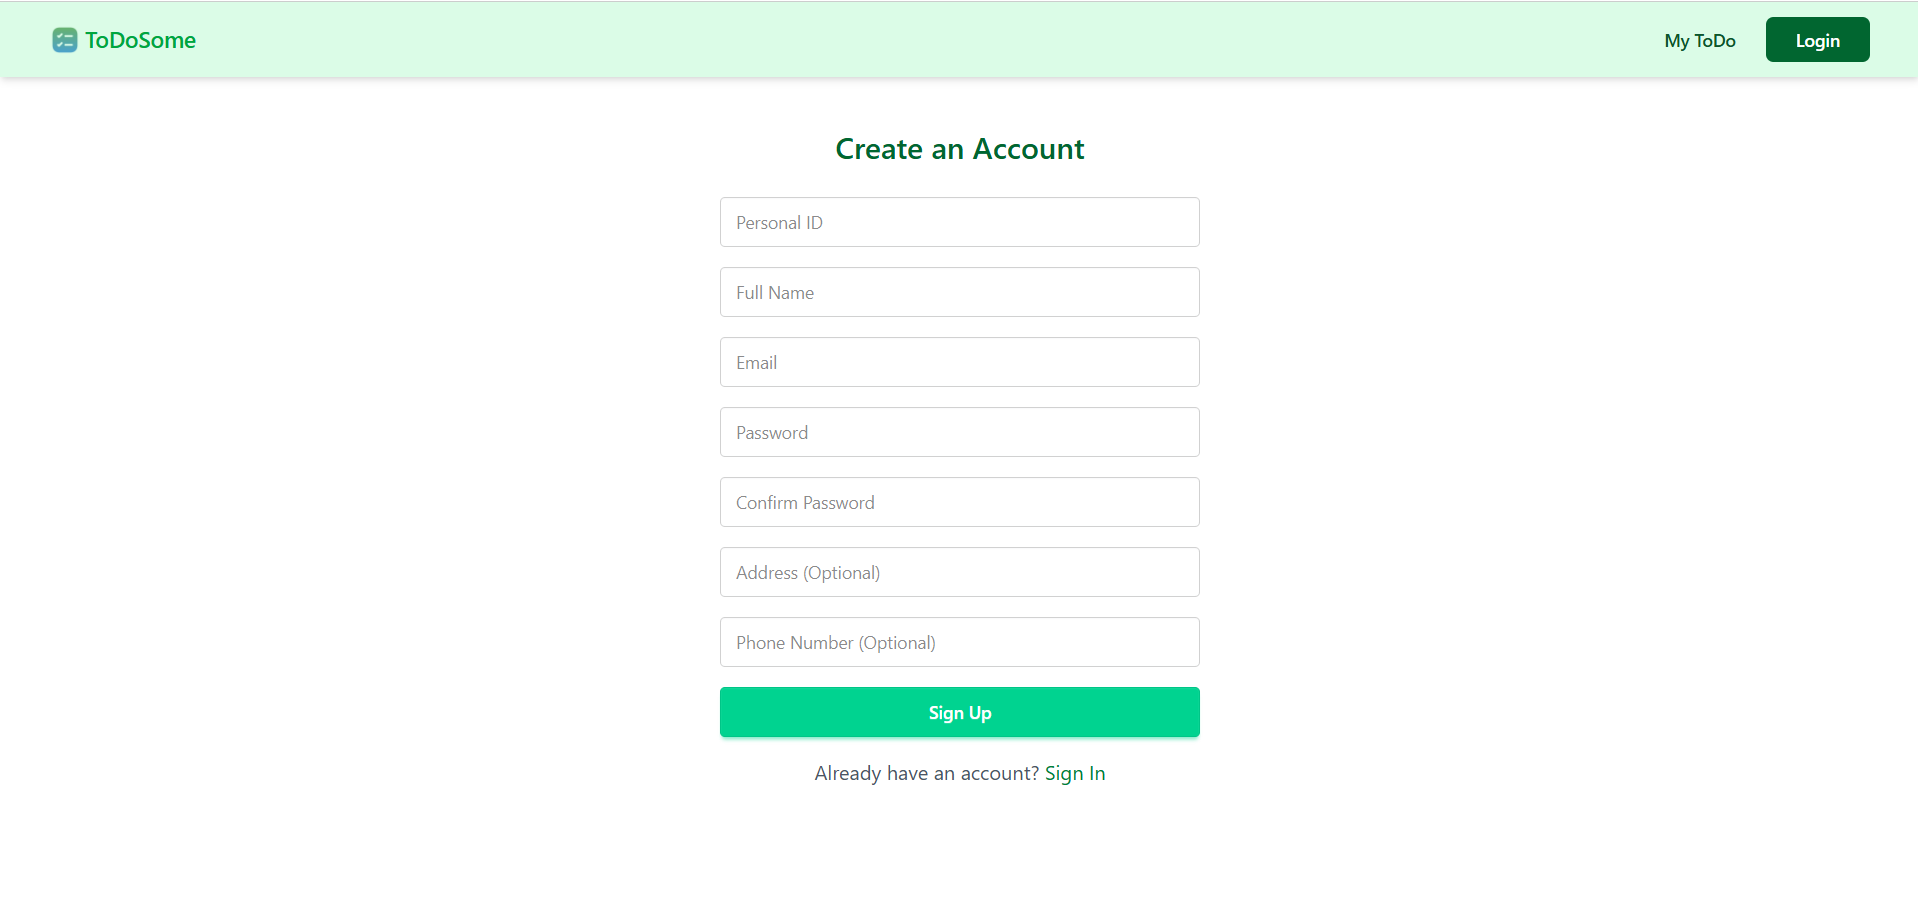 ToDoSome
My ToDo
Login
Create an Account
Personal ID
Full Name
Email
Password
Confirm Password
Address (Optional)
Phone Number (Optional)
Sign Up
Already have an account? Sign In